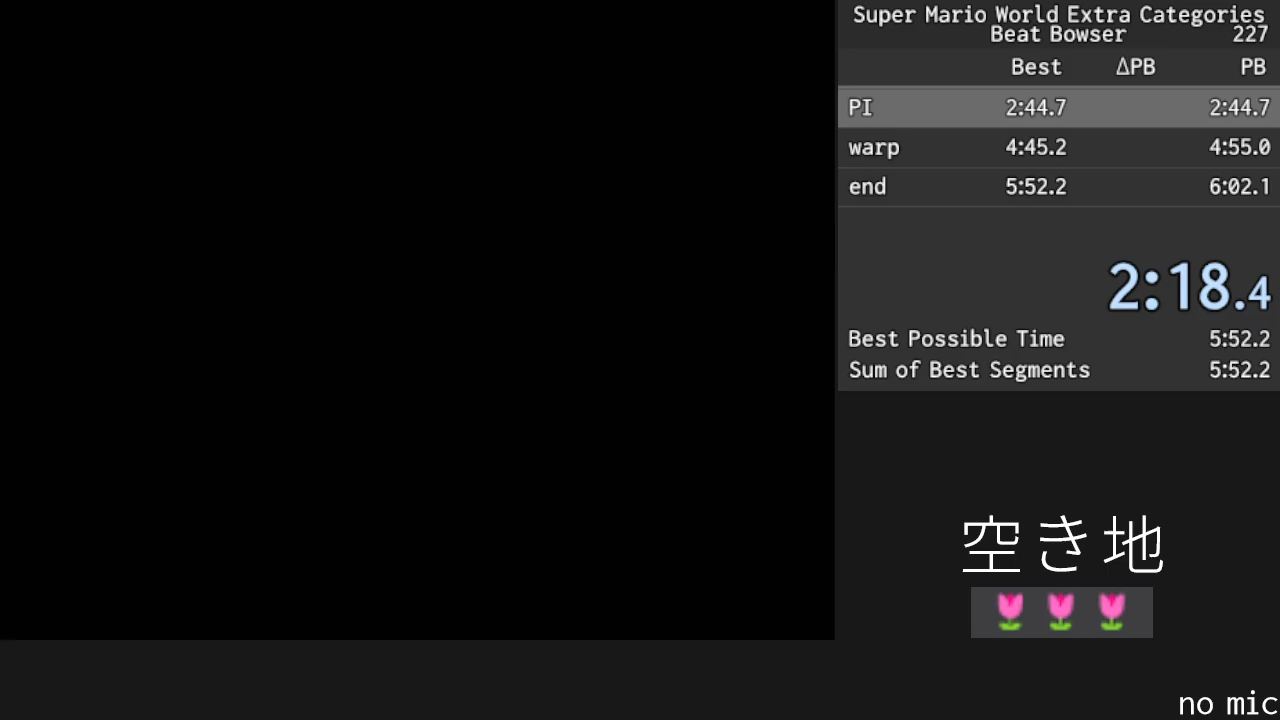 Super Mario World Extra Categories
Beat Bowser 227
Best ΔPB PB
PI 2:44.7 2:44.7
warp 4:45.2 4:55.0
end 5:52.2 6:02.1
2:18.4
Best Possible Time 5:52.2
Sum of Best Segments 5:52.2
空き地
no mic